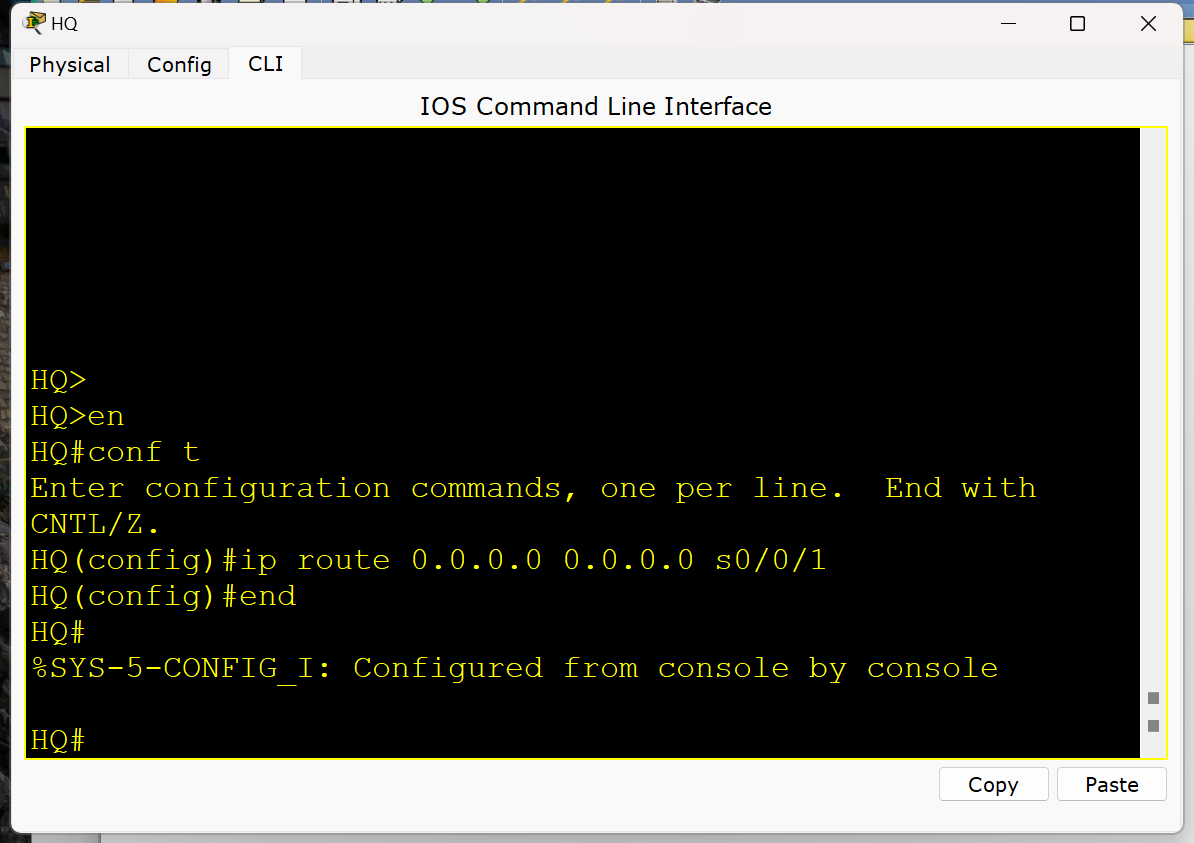 HQ
Physical Config CLI
IOS Command Line Interface
HQ>
HQ>en
HQ#conf t
Enter configuration commands, one per line.  End with
CNTL/Z.
HQ(config)#ip route 0.0.0.0 0.0.0.0 s0/0/1
HQ(config)#end
HQ#
%SYS-5-CONFIG_I: Configured from console by console
HQ#
Copy Paste